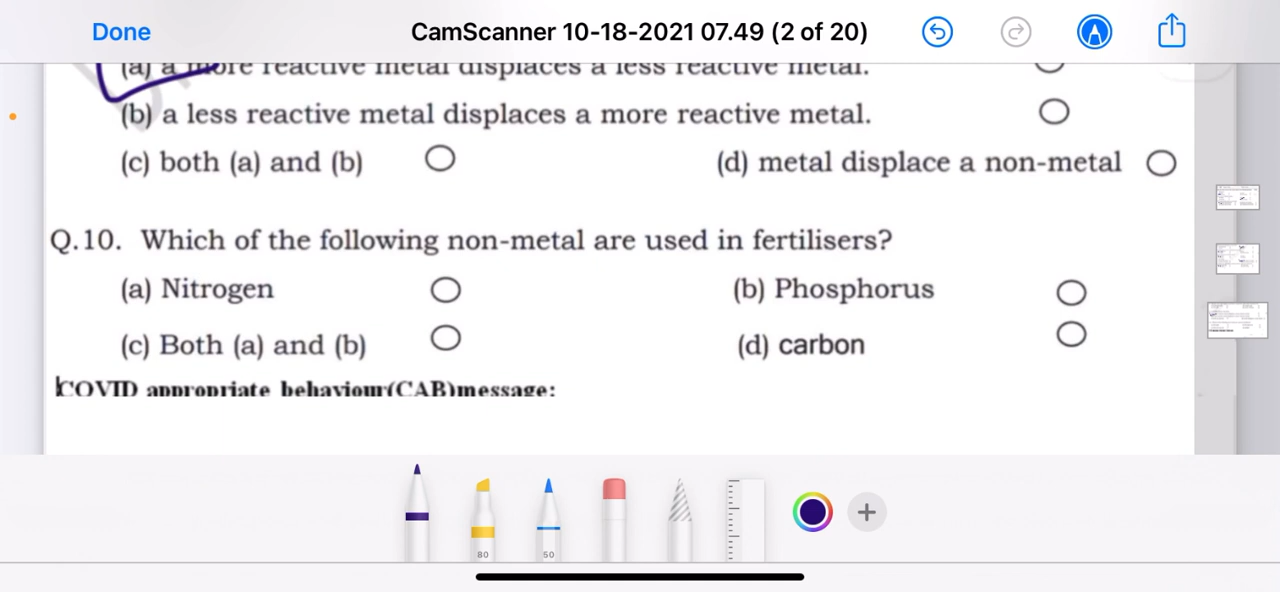 Done
CamScanner 10-18-2021 07.49 (2 of 20)
(a) a more reactive metal displaces a less reactive metal.
(b) a less reactive metal displaces a more reactive metal.
(c) both (a) and (b) (d) metal displace a non-metal
Q.10. Which of the following non-metal are used in fertilisers?
(a) Nitrogen (b) Phosphorus
(c) Both (a) and (b) (d) carbon
COVID appropriate behaviour(CAB)message:
80 50